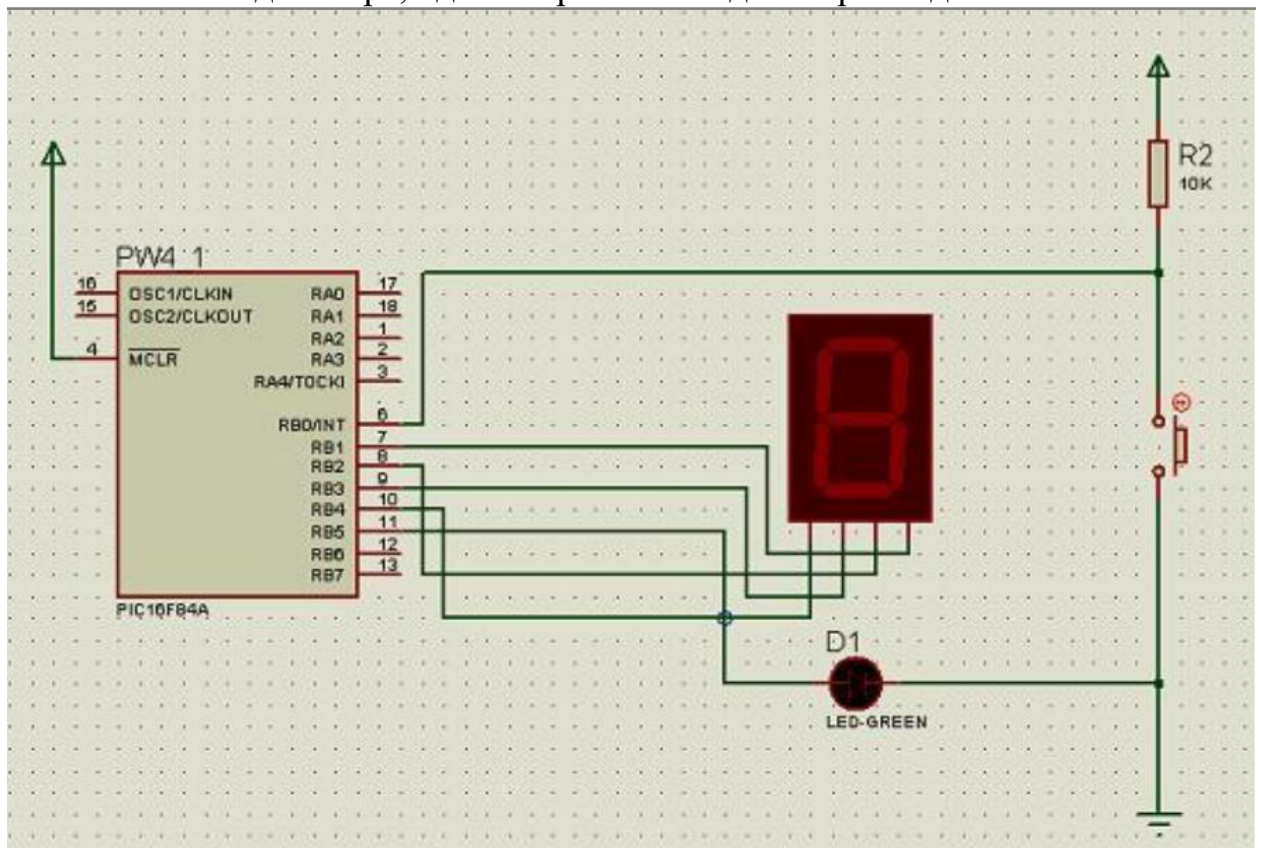 R2
10K
PW4 1
16 OSC1/CLKIN RA0 17
15 OSC2/CLKOUT RA1 18
RA2 1
4 MCLR RA3 2
RA4/T0CKI 3
RB0/INT 6
RB1 7
RB2 8
RB3 9
RB4 10
RB5 11
RB6 12
RB7 13
PIC16F84A
D1
LED-GREEN